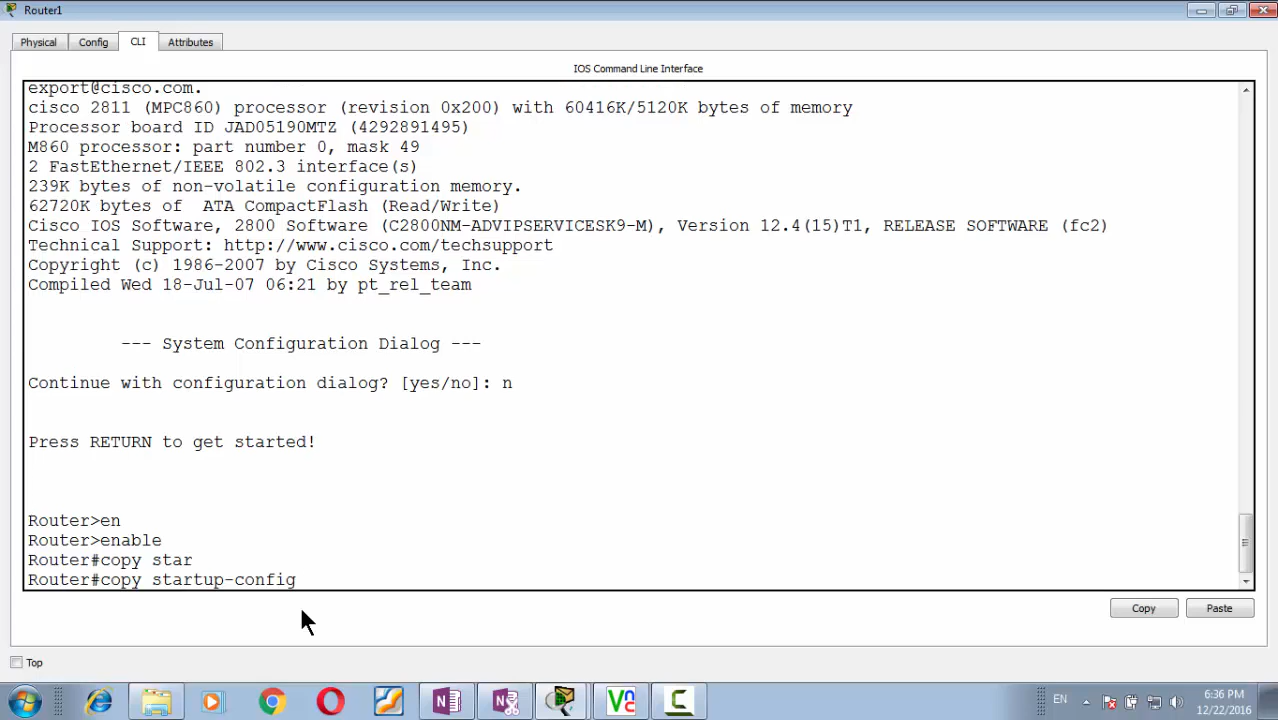 Router1
Physical Config CLI Attributes
IOS Command Line Interface
export@cisco.com.
cisco 2811 (MPC860) processor (revision 0x200) with 60416K/5120K bytes of memory
Processor board ID JAD05190MTZ (4292891495)
M860 processor: part number 0, mask 49
2 FastEthernet/IEEE 802.3 interface(s)
239K bytes of non-volatile configuration memory.
62720K bytes of  ATA CompactFlash (Read/Write)
Cisco IOS Software, 2800 Software (C2800NM-ADVIPSERVICESK9-M), Version 12.4(15)T1, RELEASE SOFTWARE (fc2)
Technical Support: http://www.cisco.com/techsupport
Copyright (c) 1986-2007 by Cisco Systems, Inc.
Compiled Wed 18-Jul-07 06:21 by pt_rel_team
--- System Configuration Dialog ---
Continue with configuration dialog? [yes/no]: n
Press RETURN to get started!
Router>en
Router>enable
Router#copy star
Router#copy startup-config
Copy Paste
Top
EN
6:36 PM
12/22/2016